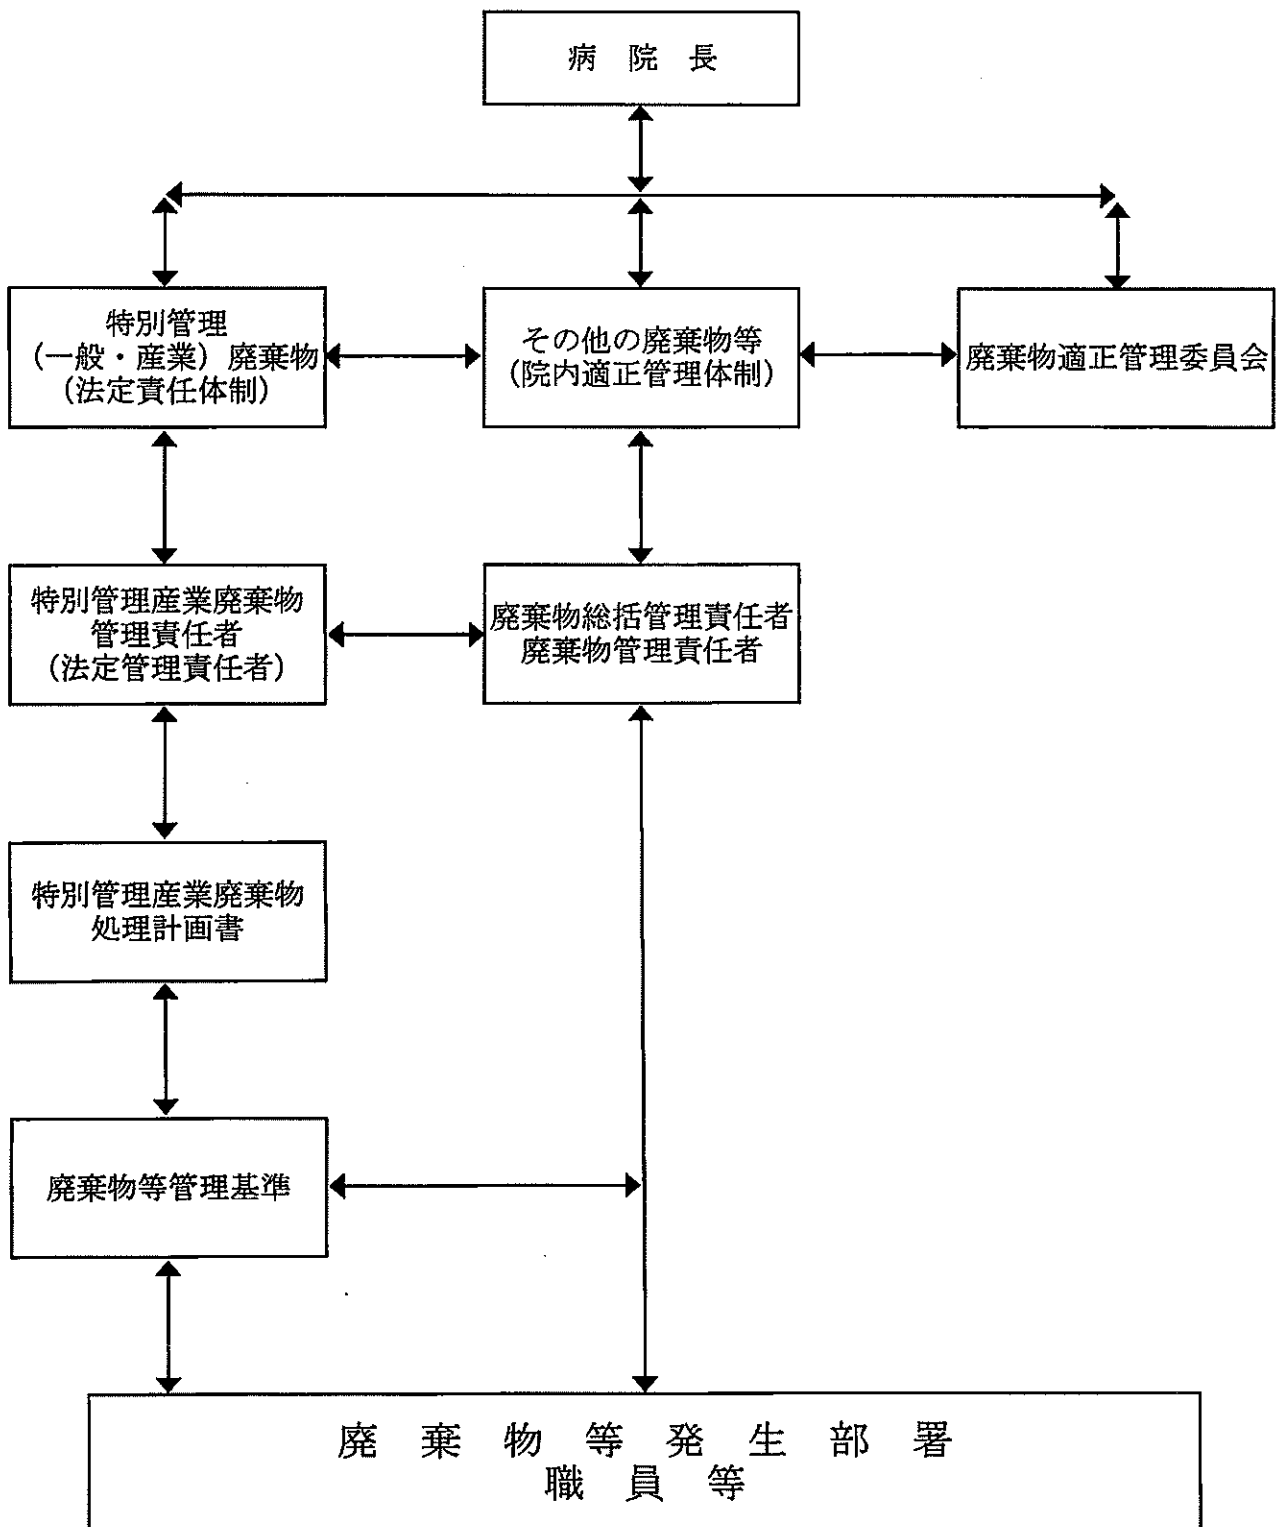 病 院 長
特別管理
(一般・産業)廃棄物
(法定責任体制)
その他の廃棄物等
(院内適正管理体制)
廃棄物適正管理委員会
特別管理産業廃棄物
管理責任者
(法定管理責任者)
廃棄物総括管理責任者
廃棄物管理責任者
特別管理産業廃棄物
処理計画書
廃棄物等管理基準
廃 棄 物 等 発 生 部 署
職 員 等